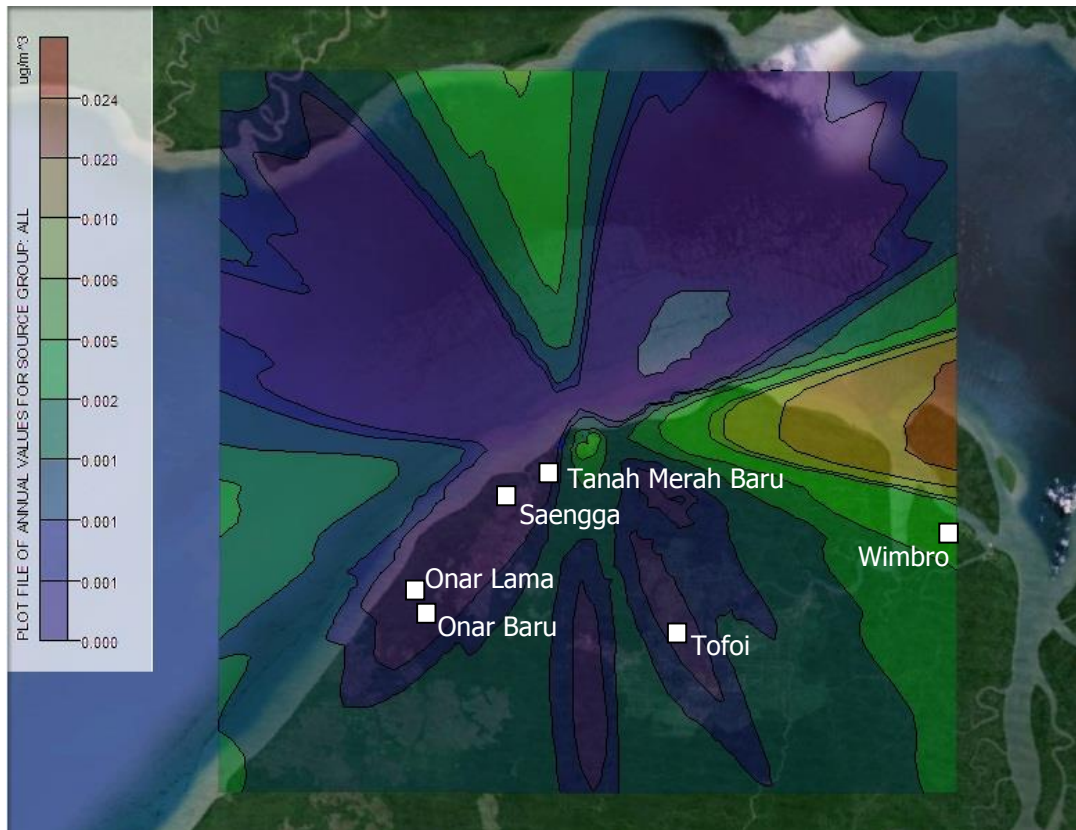 ug/m^3
PLOT FILE OF ANNUAL VALUES FOR SOURCE GROUP: ALL
0.024
0.020
0.010
0.006
0.005
0.002
0.001
0.001
0.001
0.000
Tanah Merah Baru
Saengga
Wimbro
Onar Lama
Onar Baru
Tofoi